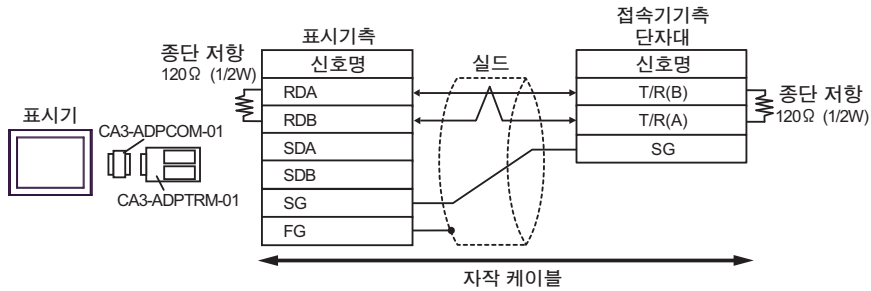 표시기
CA3-ADPCOM-01
CA3-ADPTRM-01
종단 저항
120Ω (1/2W)
표시기측
신호명
RDA
RDB
SDA
SDB
SG
FG
실드
접속기기측
단자대
신호명
T/R(B)
T/R(A)
SG
종단 저항
120Ω (1/2W)
자작 케이블